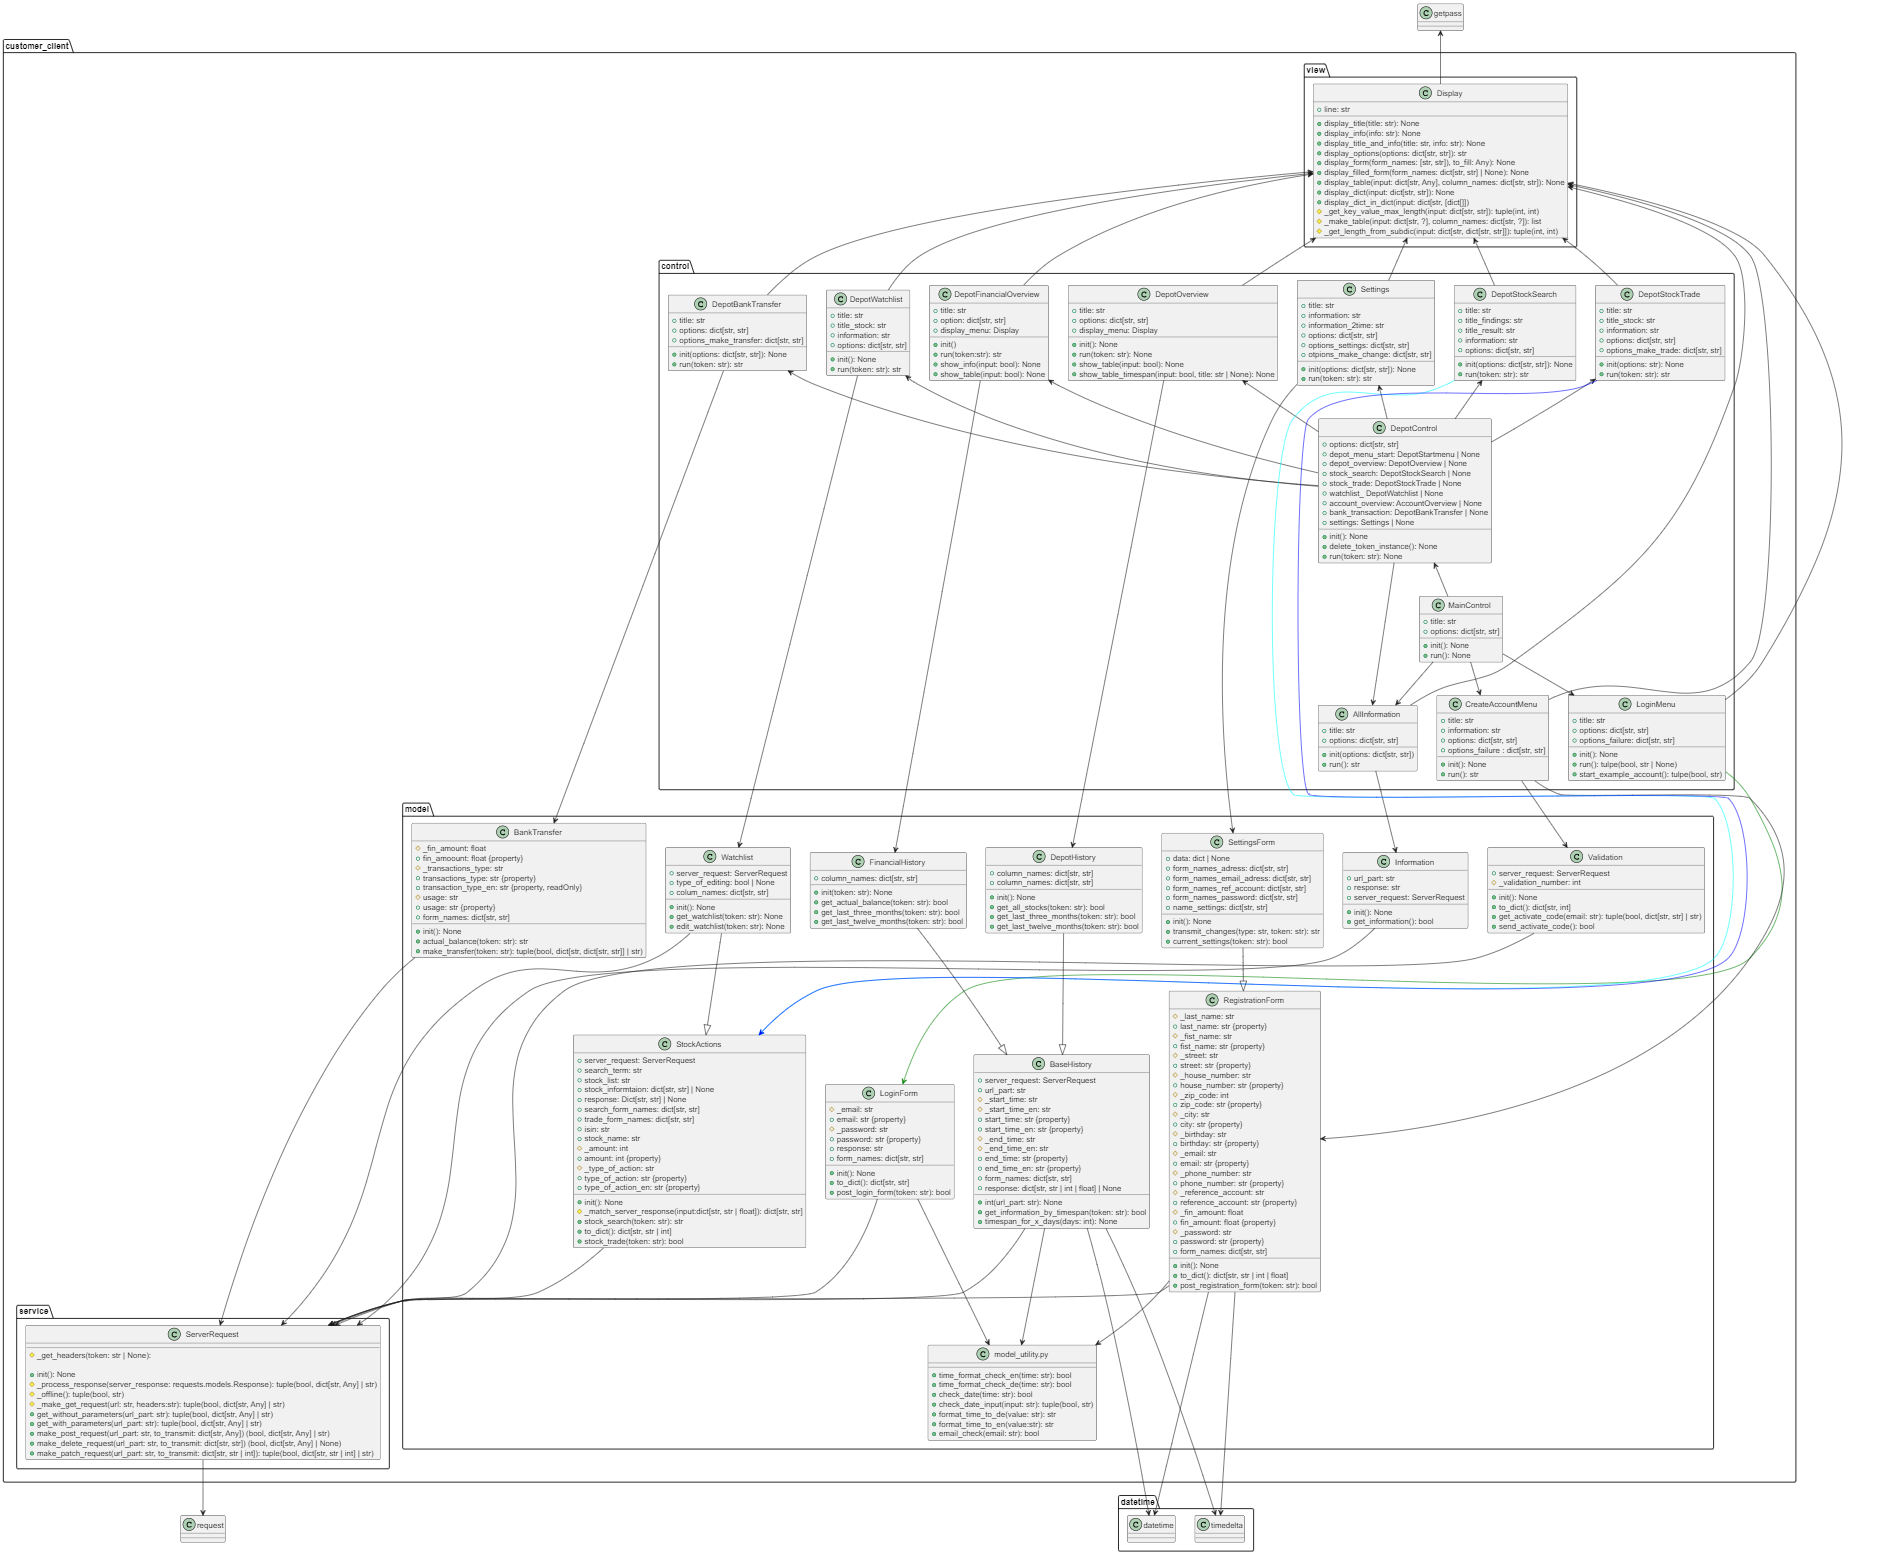 getpass
customer_client
view
Display
line: str
display_title(title: str): None
display_info(info: str): None
display_title_and_info(title: str, info: str): None
display_options(options: dict[str, str]): str
display_form(form_names: [str, str]), to_fill: Any): None
display_filled_form(form_names: dict[str, str] | None): None
display_table(input: dict[str, Any], column_names: dict[str, str]): None
display_dict(input: dict[str, str]): None
display_dict_in_dict(input: dict[str, [dict[]])
_get_key_value_max_length(input: dict[str, str]): tuple(int, int)
_make_table(input: dict[str, ?], column_names: dict[str, ?]): list
_get_length_from_subdic(input: dict[str, dict[str, str]]): tuple(int, int)
control
DepotBankTransfer
title: str
options: dict[str, str]
options_make_transfer: dict[str, str]
init(options: dict[str, str]): None
run(token: str): str
DepotWatchlist
title: str
title_stock: str
information: str
options: dict[str, str]
init(): None
run(token: str): str
DepotFinancialOverview
title: str
option: dict[str, str]
display_menu: Display
init()
run(token:str): str
show_info(input: bool): None
show_table(input: bool): None
DepotOverview
title: str
options: dict[str, str]
display_menu: Display
init(): None
run(token: str): None
show_table(input: bool): None
show_table_timespan(input: bool, title: str | None): None
Settings
title: str
information: str
information_2time: str
options: dict[str, str]
options_settings: dict[str, str]
otpions_make_change: dict[str, str]
init(options: dict[str, str]): None
run(token: str): str
DepotStockSearch
title: str
title_findings: str
title_result: str
information: str
options: dict[str, str]
init(options: dict[str, str]): None
run(token: str): str
DepotStockTrade
title: str
title_stock: str
information: str
options: dict[str, str]
options_make_trade: dict[str, str]
init(options: str): None
run(token: str): str
DepotControl
options: dict[str, str]
depot_menu_start: DepotStartmenu | None
depot_overview: DepotOverview | None
stock_search: DepotStockSearch | None
stock_trade: DepotStockTrade | None
watchlist_ DepotWatchlist | None
account_overview: AccountOverview | None
bank_transaction: DepotBankTransfer | None
settings: Settings | None
init(): None
delete_token_instance(): None
run(token: str): None
MainControl
title: str
options: dict[str, str]
init(): None
run(): None
AllInformation
title: str
options: dict[str, str]
init(options: dict[str, str])
run(): str
CreateAccountMenu
title: str
information: str
options: dict[str, str]
options_failure : dict[str, str]
init(): None
run(): str
LoginMenu
title: str
options: dict[str, str]
options_failure: dict[str, str]
init(): None
run(): tulpe(bool, str | None)
start_example_account(): tulpe(bool, str)
model
BankTransfer
_fin_amount: float
fin_amoount: float {property}
_transactions_type: str
transactions_type: str {property}
transaction_type_en: str {property, readOnly}
usage: str
usage: str {property}
form_names: dict[str, str]
init(): None
actual_balance(token: str): str
make_transfer(token: str): tuple(bool, dict[str, dict[str, str]] | str)
Watchlist
server_request: ServerRequest
type_of_editing: bool | None
colum_names: dict[str, str]
init(): None
get_watchlist(token: str): None
edit_watchlist(token: str): None
FinancialHistory
column_names: dict[str, str]
init(token: str): None
get_actual_balance(token: str): bool
get_last_three_months(token: str): bool
get_last_twelve_months(token: str): bool
DepotHistory
column_names: dict[str, str]
column_names: dict[str, str]
init(): None
get_all_stocks(token: str): bool
get_last_three_months(token: str): bool
get_last_twelve_months(token: str): bool
SettingsForm
data: dict | None
form_names_adress: dict[str, str]
form_names_email_adress: dict[str, str]
form_names_ref_account: dict[str, str]
form_names_password: dict[str, str]
name_settings: dict[str, str]
init(): None
transmit_changes(type: str, token: str): str
current_settings(token: str): bool
Information
url_part: str
response: str
server_request: ServerRequest
init(): None
get_information(): bool
Validation
server_request: ServerRequest
_validation_number: int
init(): None
to_dict(): dict[str, int]
get_activate_code(email: str): tuple(bool, dict[str, str] | str)
send_activate_code(): bool
StockActions
server_request: ServerRequest
search_term: str
stock_list: str
stock_informtaion: dict[str, str] | None
response: Dict[str, str] | None
search_form_names: dict[str, str]
trade_form_names: dict[str, str]
isin: str
stock_name: str
_amount: int
amount: int {property}
_type_of_action: str
type_of_action: str {property}
type_of_action_en: str {property}
init(): None
_match_server_response(input:dict[str, str | float]): dict[str, str]
stock_search(token: str): str
to_dict(): dict[str, str | int]
stock_trade(token: str): bool
LoginForm
_email: str
email: str {property}
_password: str
password: str {property}
response: str
form_names: dict[str, str]
init(): None
to_dict(): dict[str, str]
post_login_form(token: str): bool
BaseHistory
server_request: ServerRequest
url_part: str
_start_time: str
_start_time_en: str
start_time: str {property}
start_time_en: str {property}
_end_time: str
_end_time_en: str
end_time: str {property}
end_time_en: str {property}
form_names: dict[str, str]
response: dict[str, str | int | float] | None
int(url_part: str): None
get_information_by_timespan(token: str): bool
timespan_for_x_days(days: int): None
RegistrationForm
_last_name: str
last_name: str {property}
_fist_name: str
fist_name: str {property}
_street: str
street: str {property}
_house_number: str
house_number: str {property}
_zip_code: int
zip_code: str {property}
_city: str
city: str {property}
_birthday: str
birthday: str {property}
_email: str
email: str {property}
_phone_number: str
phone_number: str {property}
_reference_account: str
reference_account: str {property}
_fin_amount: float
fin_amount: float {property}
_password: str
password: str {property}
form_names: dict[str, str]
init(): None
to_dict(): dict[str, str | int | float]
post_registration_form(token: str): bool
service
ServerRequest
_get_headers(token: str | None):
init(): None
_process_response(server_response: requests.models.Response): tuple(bool, dict[str, Any] | str)
_offline(): tuple(bool, str)
_make_get_request(url: str, headers:str): tuple(bool, dict[str, Any] | str)
get_without_parameters(url_part: str): tuple(bool, dict[str, Any] | str)
get_with_parameters(url_part: str): tuple(bool, dict[str, Any] | str)
make_post_request(url_part: str, to_transmit: dict[str, Any]) (bool, dict[str, Any] | str)
make_delete_request(url_part: str, to_transmit: dict[str, str]) (bool, dict[str, Any] | None)
make_patch_request(url_part: str, to_transmit: dict[str, str | int]): tuple(bool, dict[str, str | int] | str)
model_utility.py
time_format_check_en(time: str): bool
time_format_check_de(time: str): bool
check_date(time: str): bool
check_date_input(input: str): tuple(bool, str)
format_time_to_de(value: str): str
format_time_to_en(value:str): str
email_check(email: str): bool
request
datetime
datetime
timedelta